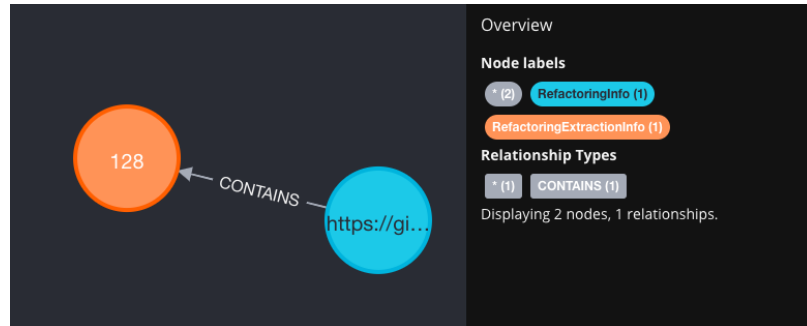 128
CONTAINS
https://gi...
Overview
Node labels
* (2) RefactoringInfo (1)
RefactoringExtractionInfo (1)
Relationship Types
* (1) CONTAINS (1)
Displaying 2 nodes, 1 relationships.